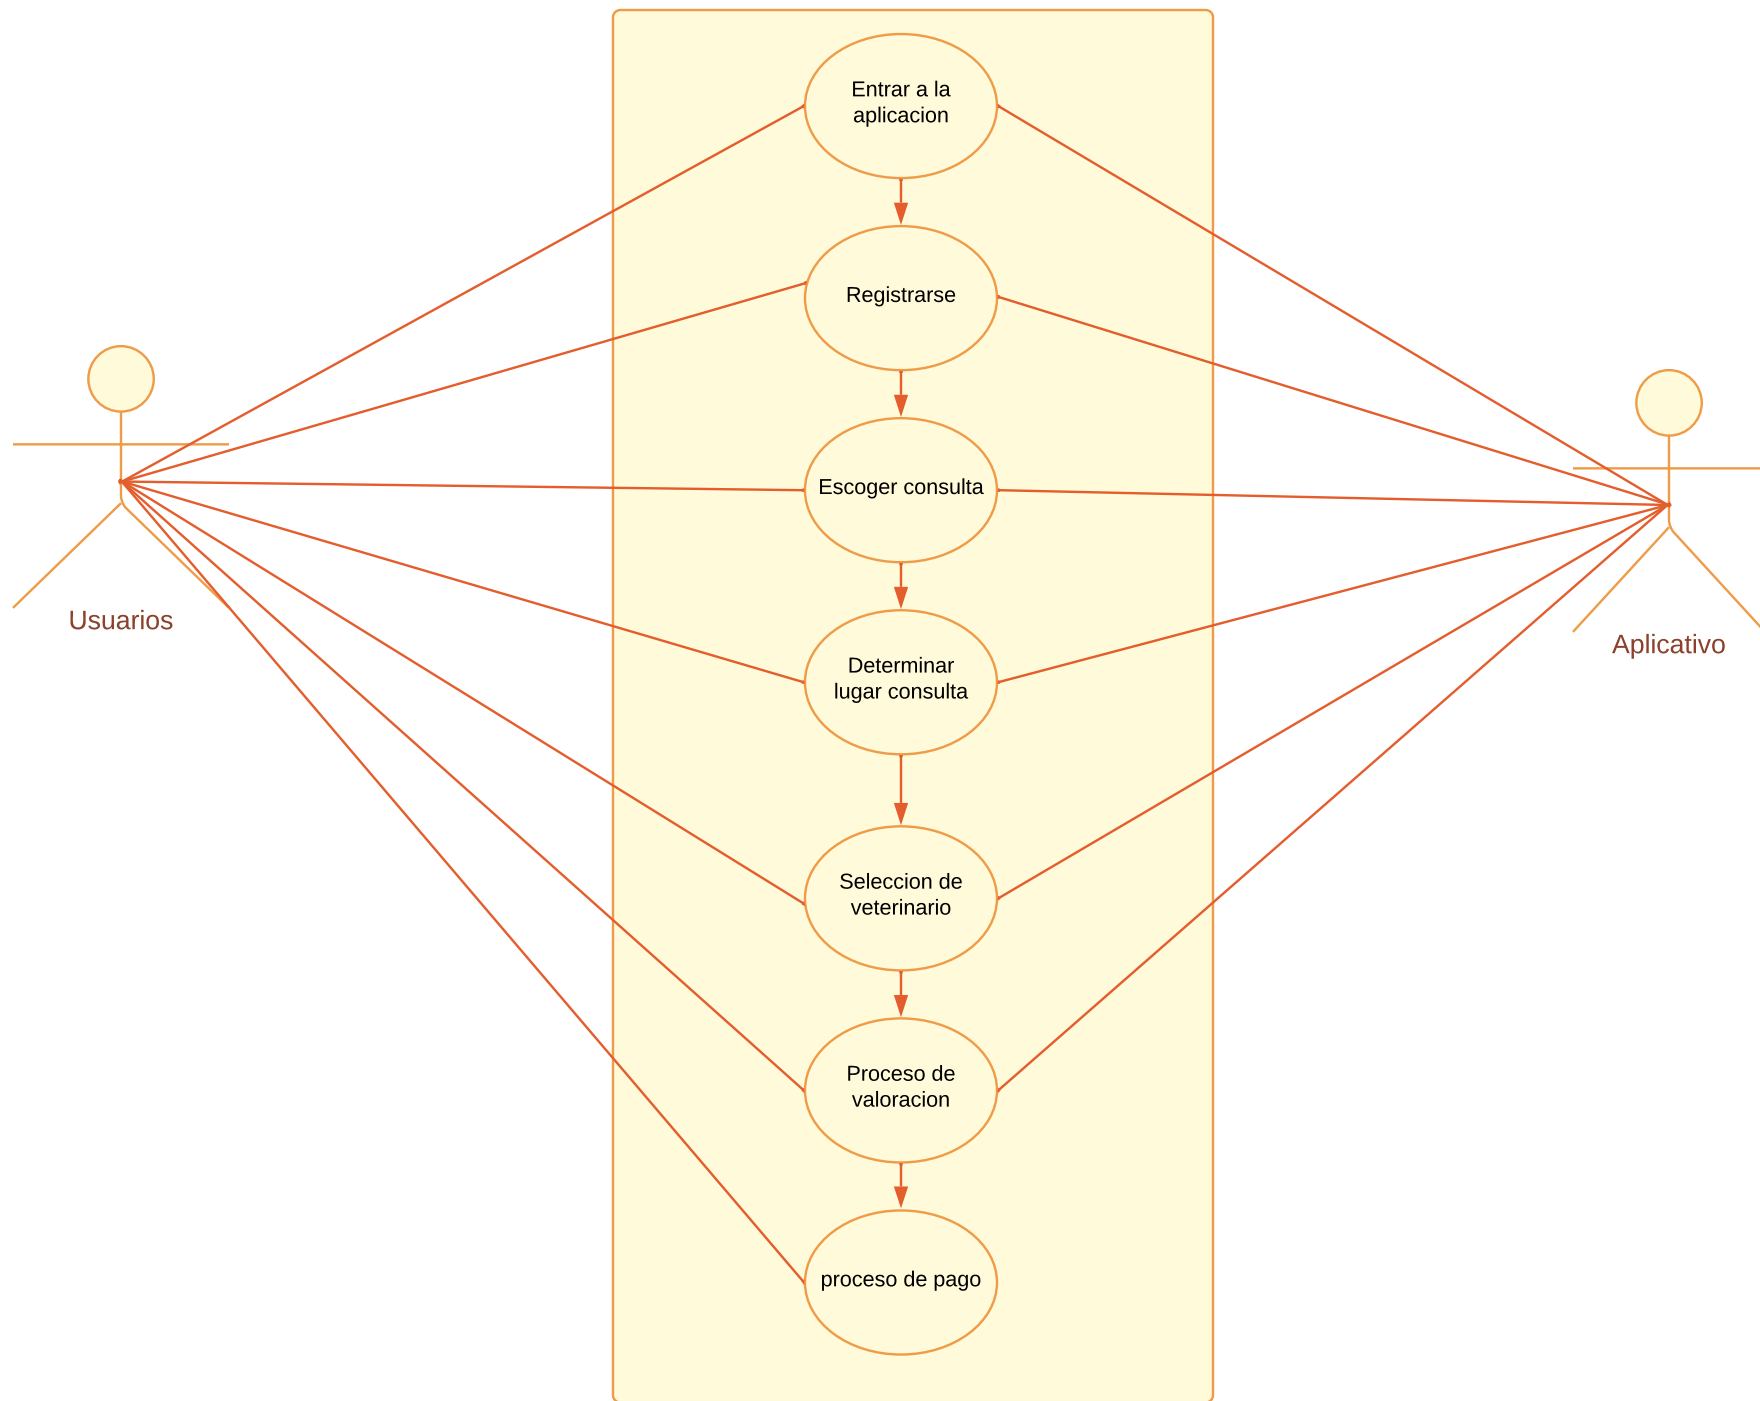 Entrar a la
aplicacion
Registrarse
Escoger consulta
Usuarios
Aplicativo
Determinar
lugar consulta
Seleccion de
veterinario
Proceso de
valoracion
proceso de pago